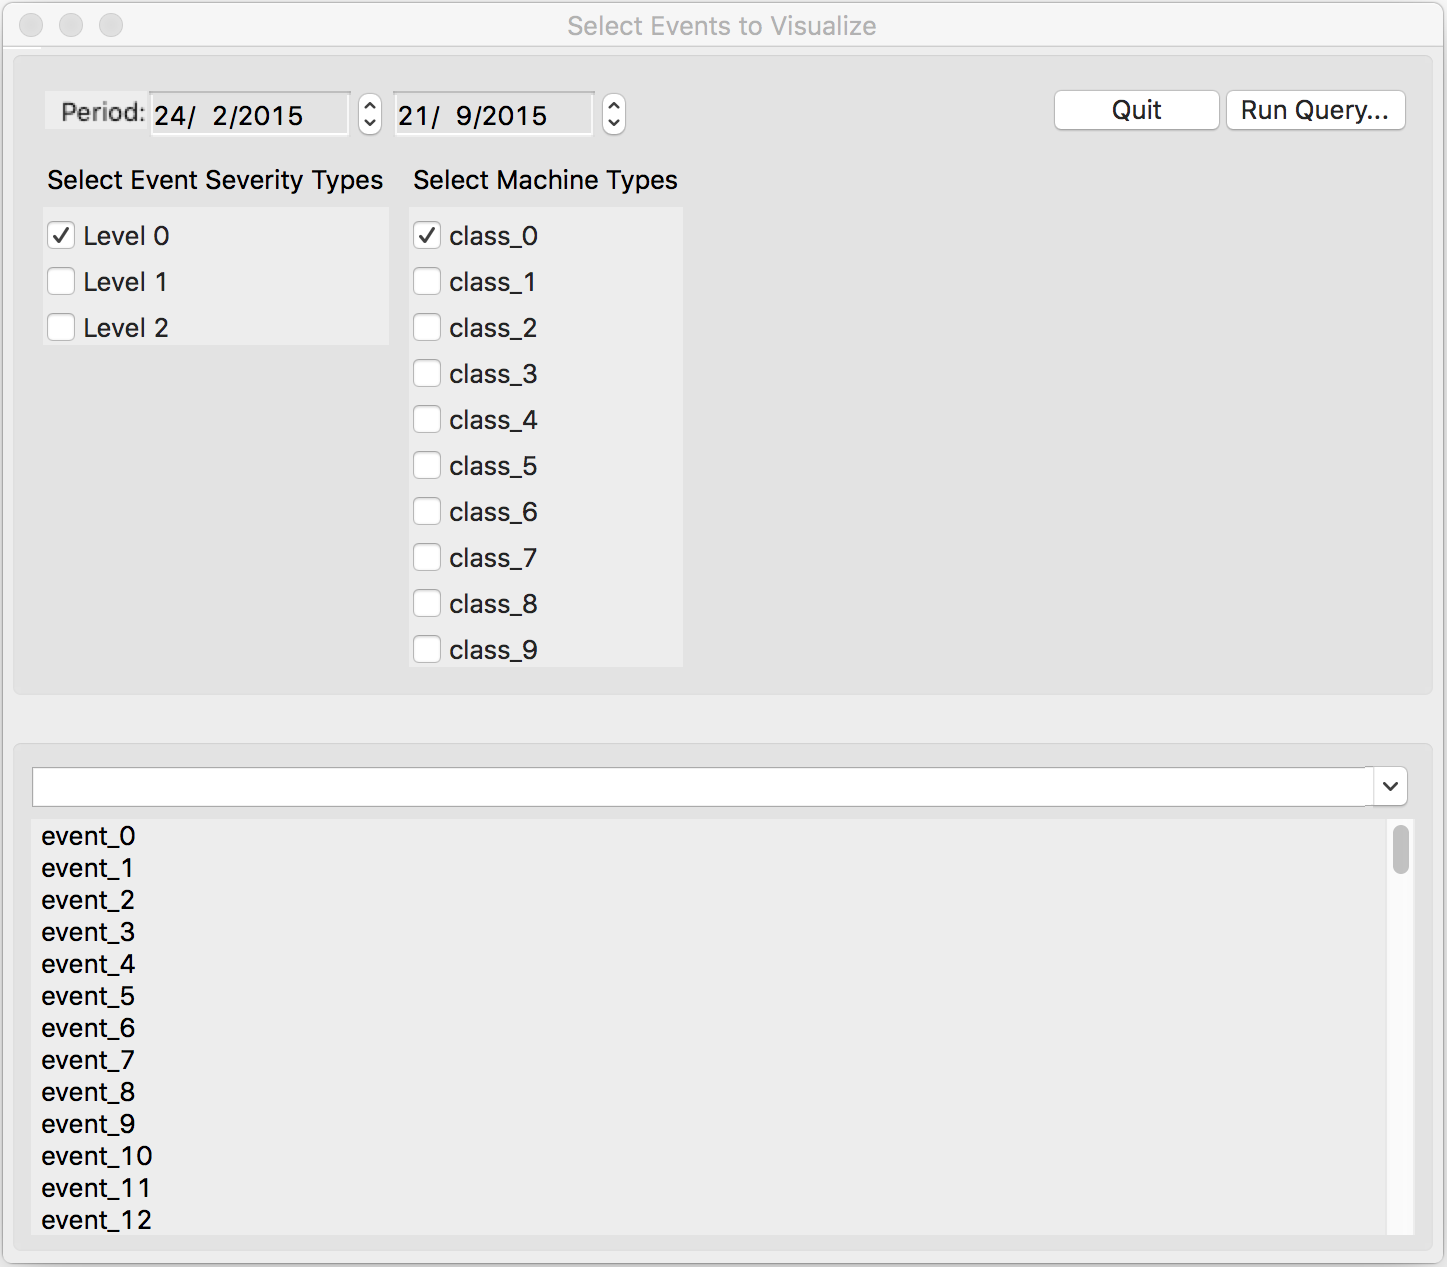 Select Events to Visualize
Period: 24/  2/2015 21/  9/2015 Quit Run Query...
Select Event Severity Types Select Machine Types
Level 0 class_0
Level 1 class_1
Level 2 class_2
class_3
class_4
class_5
class_6
class_7
class_8
class_9
event_0
event_1
event_2
event_3
event_4
event_5
event_6
event_7
event_8
event_9
event_10
event_11
event_12